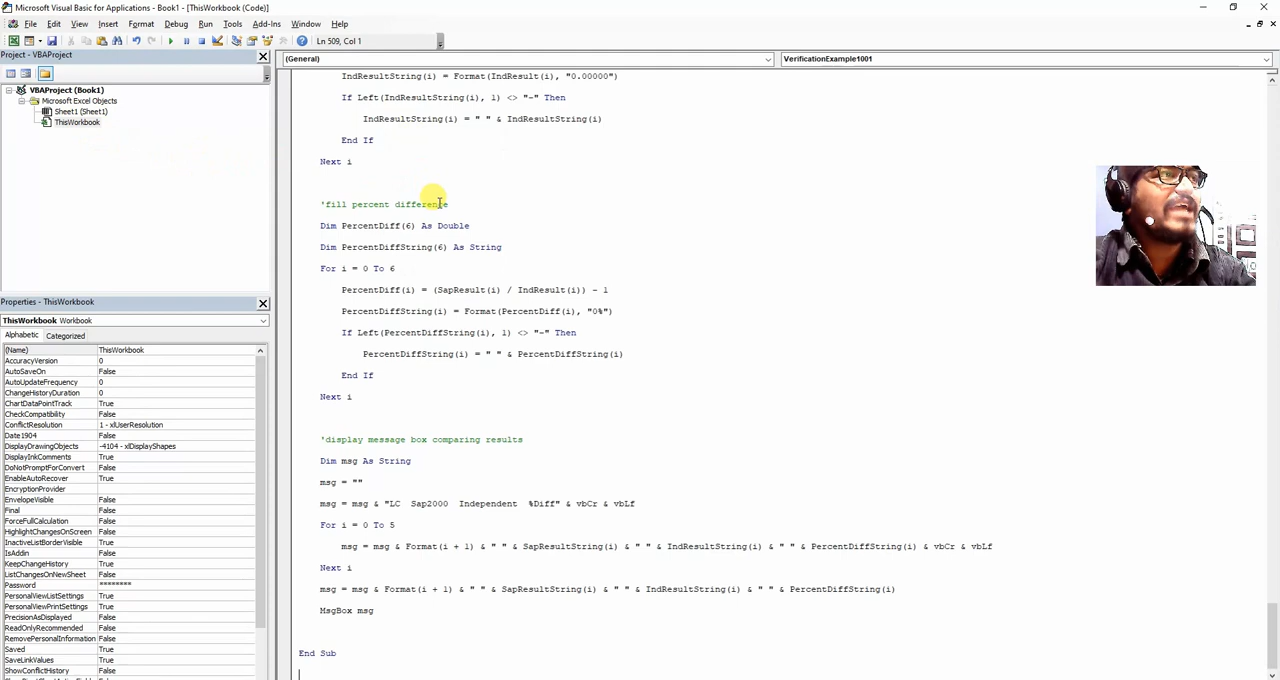 Microsoft Visual Basic for Applications - Book1 - [ThisWorkbook (Code)]
File Edit View Insert Format Debug Run Tools Add-Ins Window Help
Ln 509, Col 1
Project - VBAProject
(General) VerificationExample1001
VBAProject (Book1)
Microsoft Excel Objects
Sheet1 (Sheet1)
ThisWorkbook
Properties - ThisWorkbook
ThisWorkbook Workbook
Alphabetic Categorized
(Name) ThisWorkbook
AccuracyVersion 0
AutoSaveOn False
AutoUpdateFrequency 0
ChangeHistoryDuration 0
ChartDataPointTrack True
CheckCompatibility False
ConflictResolution 1 - xlUserResolution
Date1904 False
DisplayDrawingObjects -4104 - xlDisplayShapes
DisplayInkComments True
DoNotPromptForConvert False
EnableAutoRecover True
EncryptionProvider
EnvelopeVisible False
Final False
ForceFullCalculation False
HighlightChangesOnScreen False
InactiveListBorderVisible True
IsAddin False
KeepChangeHistory True
ListChangesOnNewSheet False
Password ********
PersonalViewListSettings True
PersonalViewPrintSettings True
PrecisionAsDisplayed False
ReadOnlyRecommended False
RemovePersonalInformation False
Saved True
SaveLinkValues True
ShowConflictHistory False
IndResultString(i) = Format(IndResult(i), "0.00000")
If Left(IndResultString(i), 1) <> "-" Then
IndResultString(i) = " " & IndResultString(i)
End If
Next i
'fill percent difference
Dim PercentDiff(6) As Double
Dim PercentDiffString(6) As String
For i = 0 To 6
PercentDiff(i) = (SapResult(i) / IndResult(i)) - 1
PercentDiffString(i) = Format(PercentDiff(i), "0%")
If Left(PercentDiffString(i), 1) <> "-" Then
PercentDiffString(i) = " " & PercentDiffString(i)
End If
Next i
'display message box comparing results
Dim msg As String
msg = ""
msg = msg & "LC  Sap2000  Independent  %Diff" & vbCr & vbLf
For i = 0 To 5
msg = msg & Format(i + 1) & " " & SapResultString(i) & " " & IndResultString(i) & " " & PercentDiffString(i) & vbCr & vbLf
Next i
msg = msg & Format(i + 1) & " " & SapResultString(i) & " " & IndResultString(i) & " " & PercentDiffString(i)
MsgBox msg
End Sub